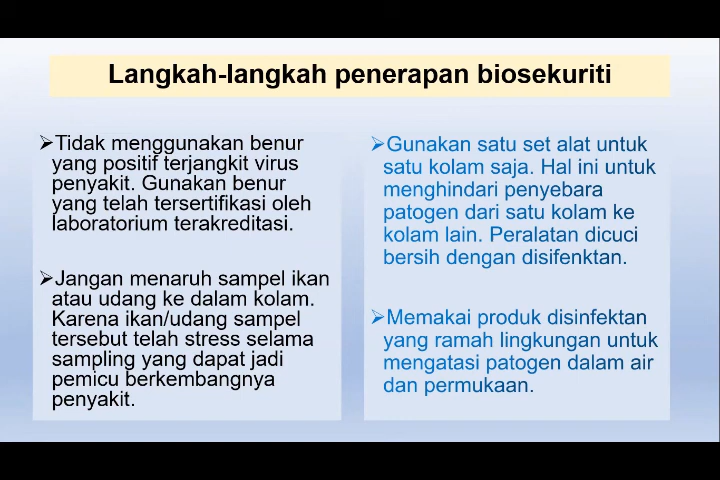 Langkah-langkah penerapan biosekuriti
➢Tidak menggunakan benur
yang positif terjangkit virus
penyakit. Gunakan benur
yang telah tersertifikasi oleh
laboratorium terakreditasi.
➢Jangan menaruh sampel ikan
atau udang ke dalam kolam.
Karena ikan/udang sampel
tersebut telah stress selama
sampling yang dapat jadi
pemicu berkembangnya
penyakit.
➢Gunakan satu set alat untuk
satu kolam saja. Hal ini untuk
menghindari penyebara
patogen dari satu kolam ke
kolam lain. Peralatan dicuci
bersih dengan disifenktan.
➢Memakai produk disinfektan
yang ramah lingkungan untuk
mengatasi patogen dalam air
dan permukaan.